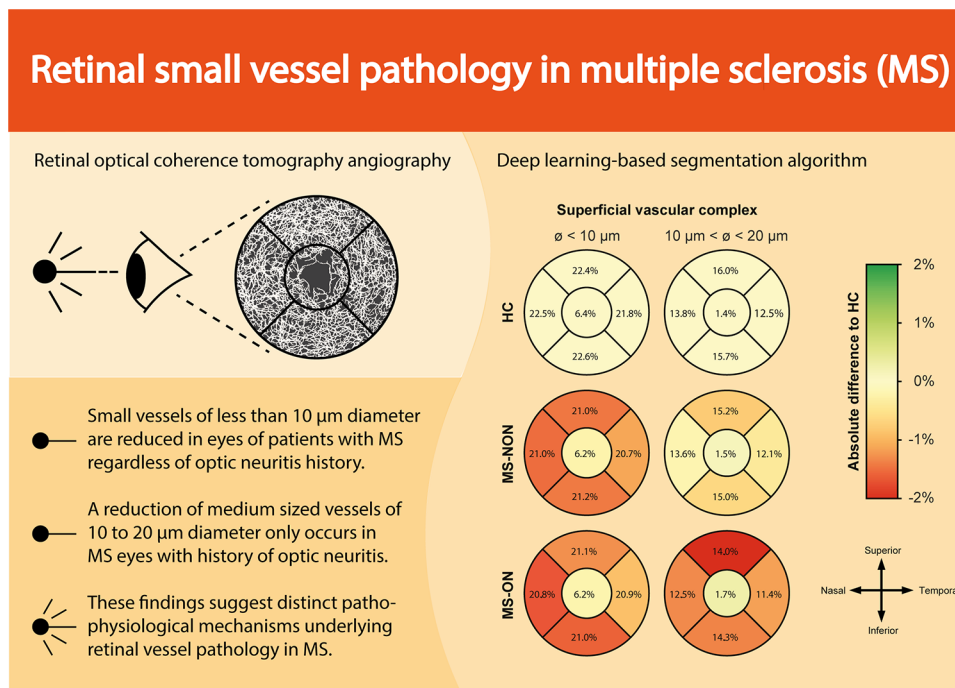 Retinal small vessel pathology in multiple sclerosis (MS)
Retinal optical coherence tomography angiography
Small vessels of less than 10 µm diameter
are reduced in eyes of patients with MS
regardless of optic neuritis history.
A reduction of medium sized vessels of
10 to 20 µm diameter only occurs in
MS eyes with history of optic neuritis.
These findings suggest distinct patho-
physiological mechanisms underlying
retinal vessel pathology in MS.
Deep learning-based segmentation algorithm
Superficial vascular complex
ø < 10 µm
10 µm < ø < 20 µm
HC
22.4%
22.5% 6.4% 21.8%
22.6%
16.0%
13.8% 1.4% 12.5%
15.7%
MS-NON
21.0%
21.0% 6.2% 20.7%
21.2%
15.2%
13.6% 1.5% 12.1%
15.0%
MS-ON
21.1%
20.8% 6.2% 20.9%
21.0%
14.0%
12.5% 1.7% 11.4%
14.3%
Absolute difference to HC
2%
1%
0%
-1%
-2%
Superior
Nasal
Tempora
Inferior